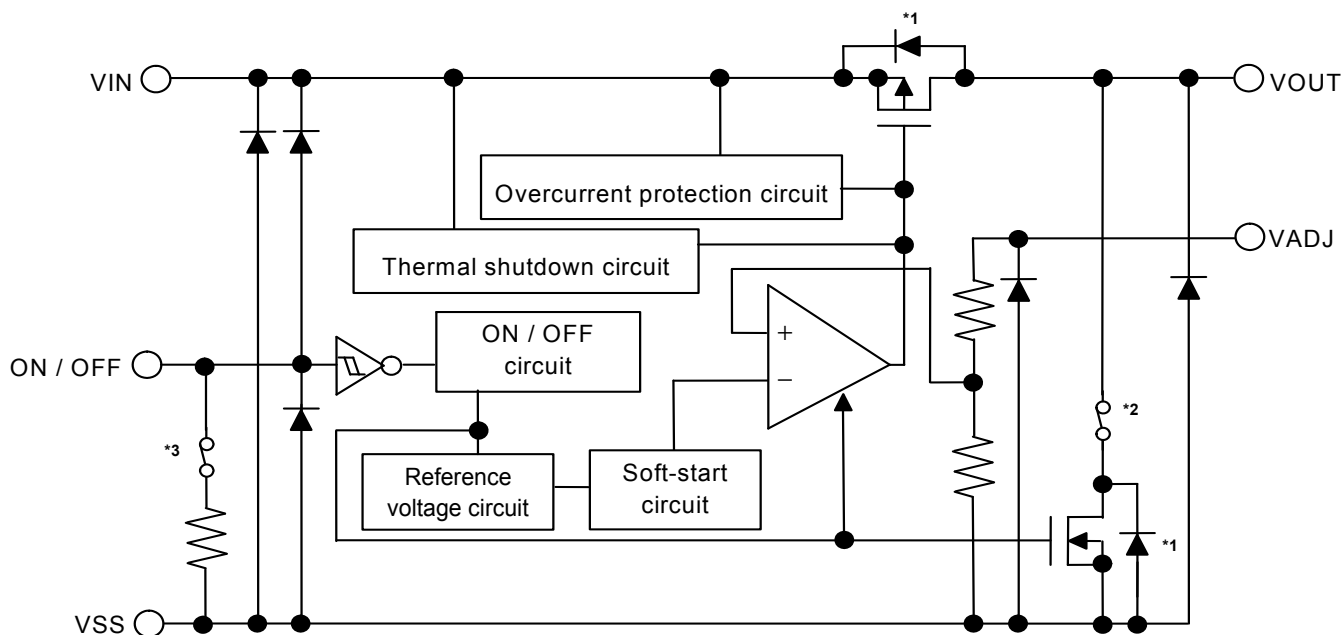 *1
VIN
VOUT
Overcurrent protection circuit
VADJ
Thermal shutdown circuit
ON / OFF
ON / OFF
circuit
+
−
*2
*3
Reference
voltage circuit
Soft-start
circuit
*1
VSS